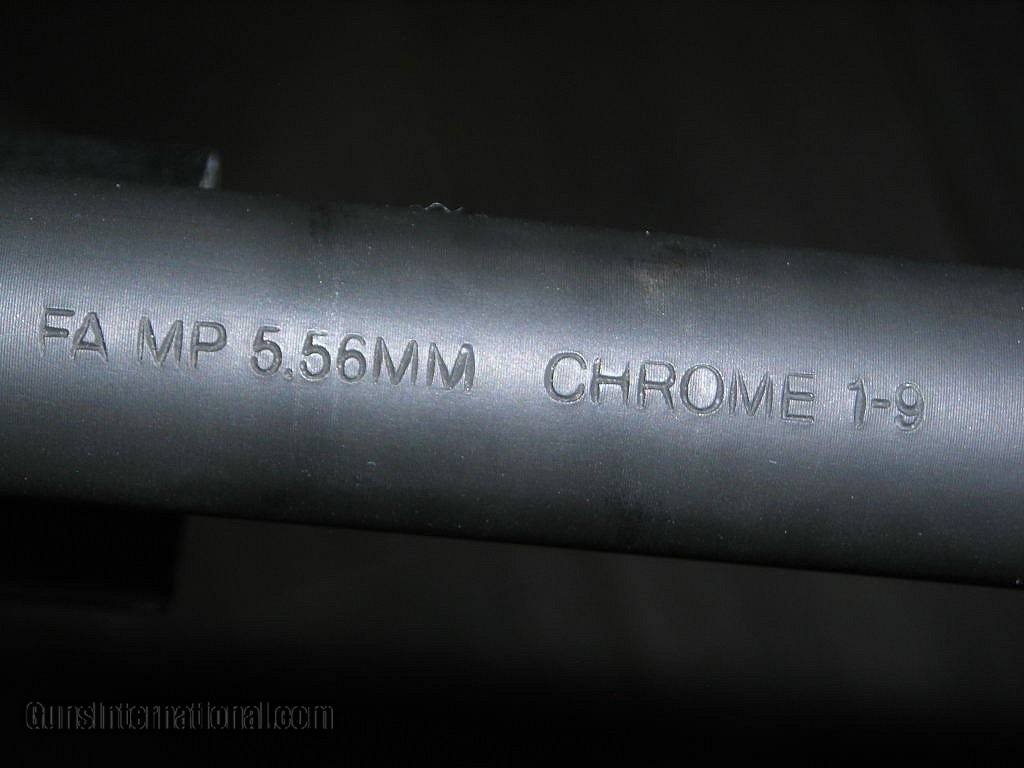 FA MP 5.56MM CHROME 1-9
GunsInternational.com